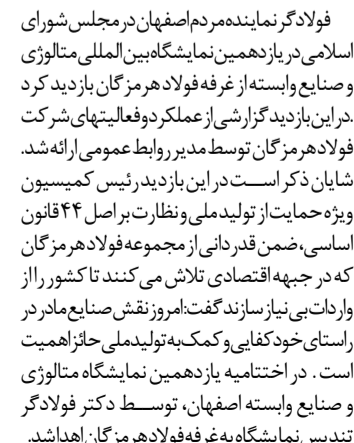 فولادگر نماینده مردم اصفهان در مجلس شورای
اسلامی در یازدهمین نمایشگاه بین المللی متالوژی
و صنایع وابسته از غرفه فولاد هرمزگان بازدید کرد
.در این بازدید گزارشی از عملکرد و فعالیتهای شرکت
فولاد هرمزگان توسط مدیر روابط عمومی ارائه شد.
شایان ذکر است در این بازدید رئیس کمیسیون
ویژه حمایت از تولید ملی و نظارت بر اصل ۴۴ قانون
اساسی، ضمن قدردانی از مجموعه فولاد هرمزگان
که در جبهه اقتصادی تلاش می کنند تا کشور را از
واردات بی نیاز سازند گفت: امروز نقش صنایع مادر در
راستای خودکفایی و کمک به تولید ملی حائز اهمیت
است . در اختتامیه یازدهمین نمایشگاه متالوژی
و صنایع وابسته اصفهان، توسط دکتر فولادگر
تندیس نمایشگاه به غرفه فولاد هرمزگان اهدا شد.